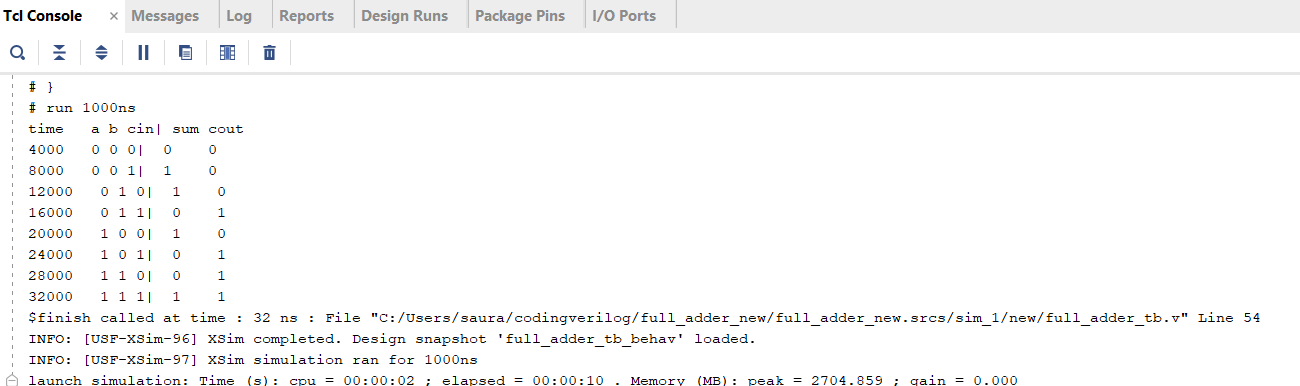 Tcl Console × Messages Log Reports Design Runs Package Pins I/O Ports
# }
# run 1000ns
time   a b cin| sum cout
4000   0 0 0|  0    0
8000   0 0 1|  1    0
12000   0 1 0|  1    0
16000   0 1 1|  0    1
20000   1 0 0|  1    0
24000   1 0 1|  0    1
28000   1 1 0|  0    1
32000   1 1 1|  1    1
$finish called at time : 32 ns : File "C:/Users/saura/codingverilog/full_adder_new/full_adder_new.srcs/sim_1/new/full_adder_tb.v" Line 54
INFO: [USF-XSim-96] XSim completed. Design snapshot 'full_adder_tb_behav' loaded.
INFO: [USF-XSim-97] XSim simulation ran for 1000ns
launch simulation: Time (s): cpu = 00:00:02 ; elapsed = 00:00:10 . Memory (MB): peak = 2704.859 ; gain = 0.000